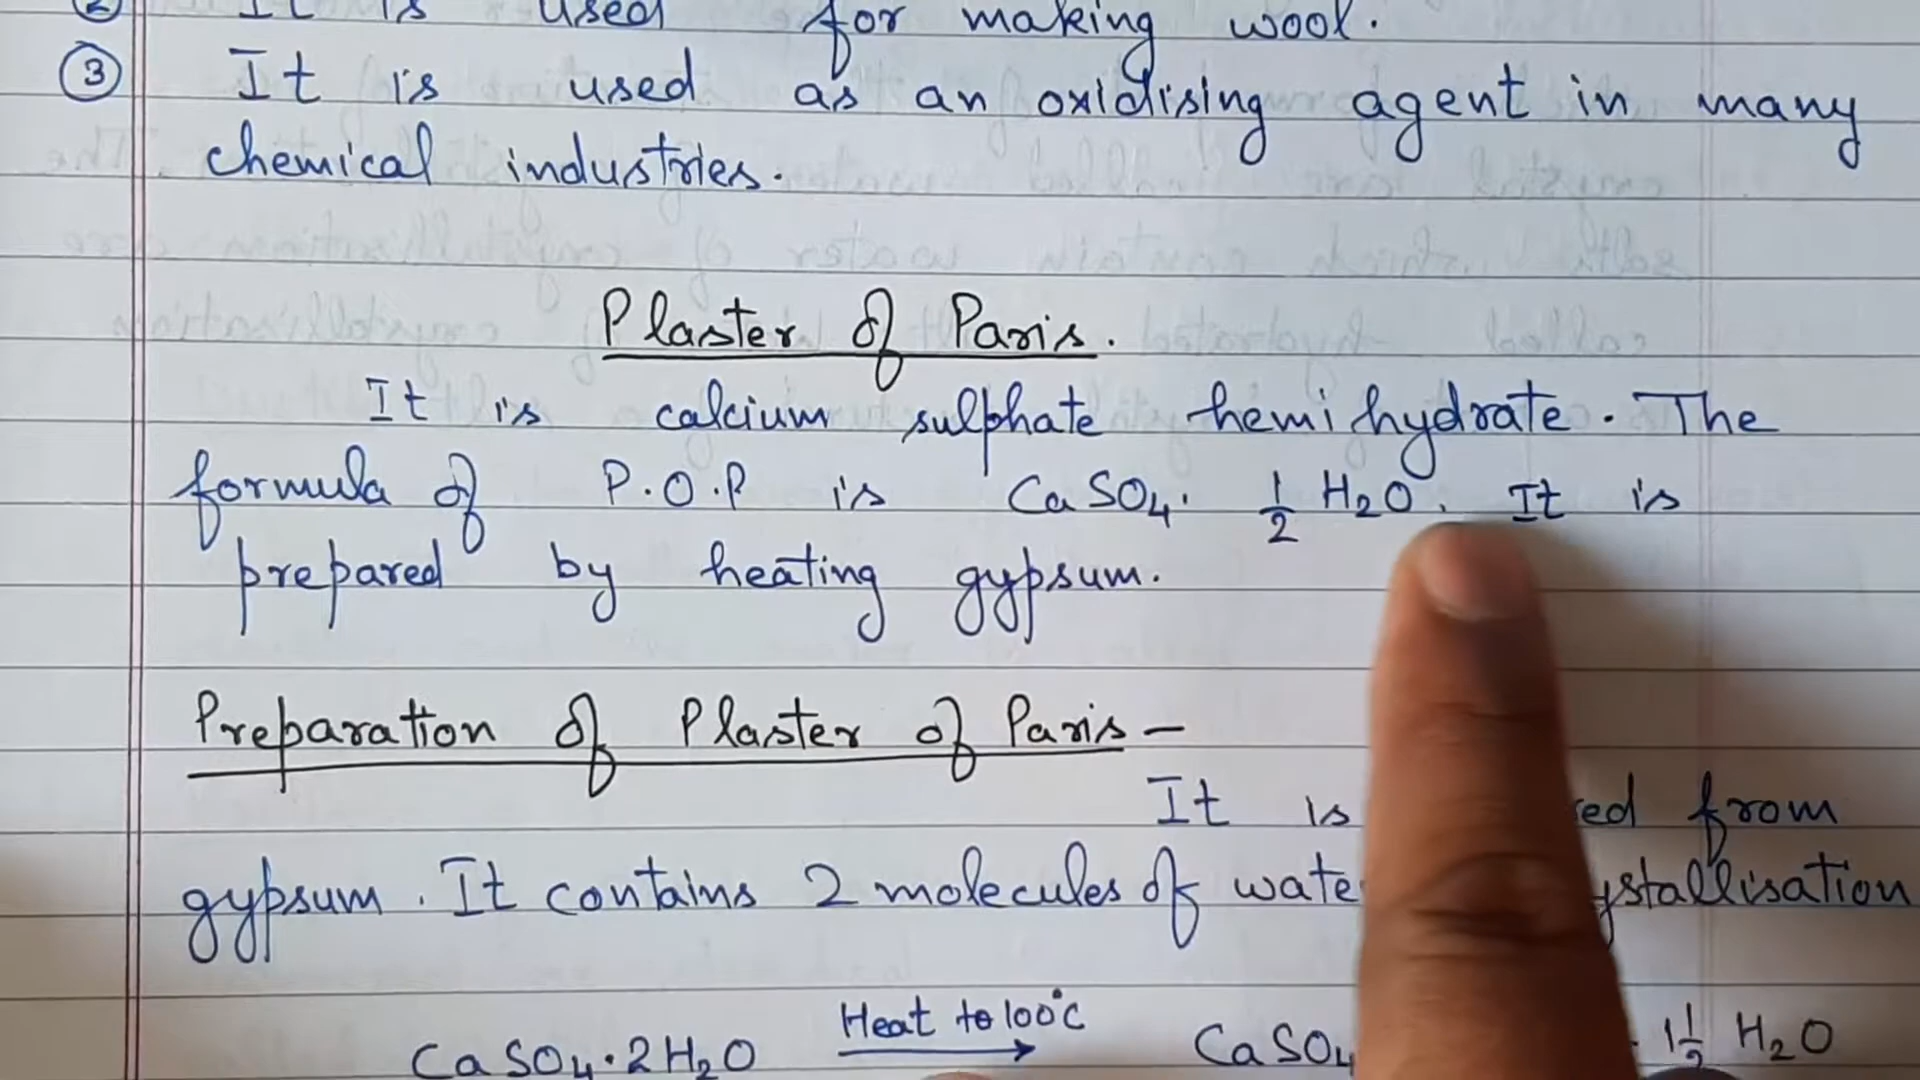 ② It is used for making wool.
③ It is used as an oxidising agent in many
chemical industries.
Plaster of Paris.
It is calcium sulphate hemihydrate. The
formula of P.O.P is CaSO₄. ½ H₂O. It is
prepared by heating gypsum.
Preparation of Plaster of Paris –
It is from
gypsum. It contains 2 molecules of
CaSO₄·2H₂O Heat to 100°C → CaSO₄ 1½ H₂O